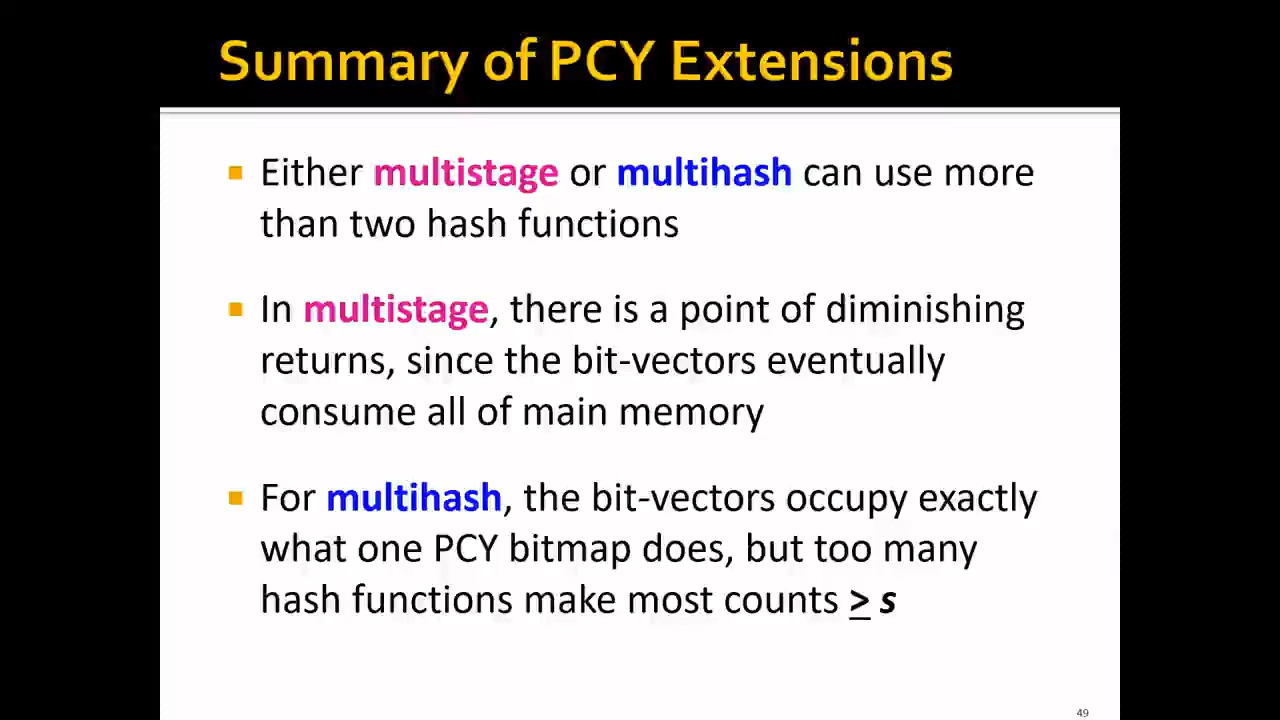 Summary of PCY Extensions
▪ Either multistage or multihash can use more
than two hash functions
▪ In multistage, there is a point of diminishing
returns, since the bit-vectors eventually
consume all of main memory
▪ For multihash, the bit-vectors occupy exactly
what one PCY bitmap does, but too many
hash functions make most counts ≥ s
49